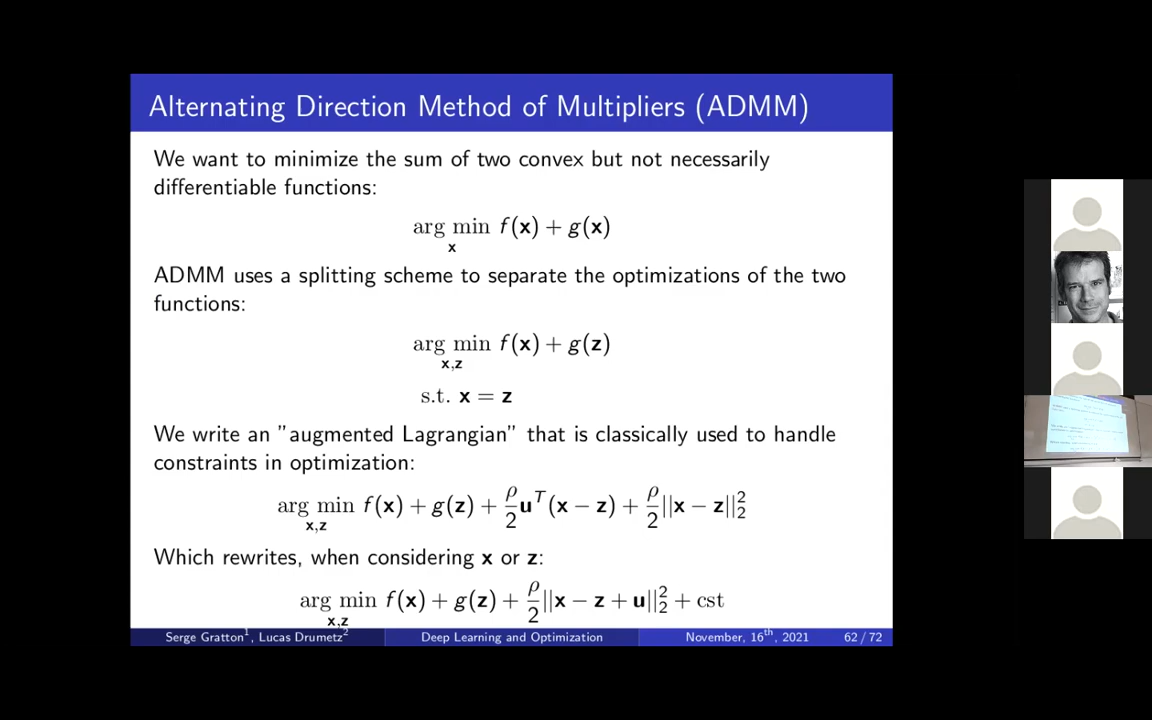 Alternating Direction Method of Multipliers (ADMM)
We want to minimize the sum of two convex but not necessarily
differentiable functions:
arg min f(x) + g(x)
x
ADMM uses a splitting scheme to separate the optimizations of the two
functions:
arg min f(x) + g(z)
x,z
s.t. x = z
We write an ”augmented Lagrangian” that is classically used to handle
constraints in optimization:
arg min f(x) + g(z) + ρ/2 u^T(x − z) + ρ/2 ||x − z||₂²
x,z
Which rewrites, when considering x or z:
arg min f(x) + g(z) + ρ/2 ||x − z + u||₂² + cst
x,z
Serge Gratton¹, Lucas Drumetz² Deep Learning and Optimization November, 16th, 2021 62 / 72